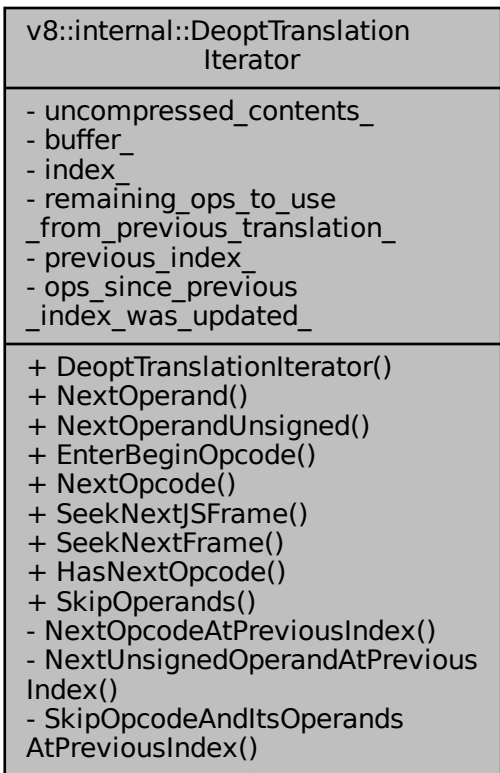 v8::internal::DeoptTranslation
Iterator
- uncompressed_contents_
- buffer_
- index_
- remaining_ops_to_use
_from_previous_translation_
- previous_index_
- ops_since_previous
_index_was_updated_
+ DeoptTranslationIterator()
+ NextOperand()
+ NextOperandUnsigned()
+ EnterBeginOpcode()
+ NextOpcode()
+ SeekNextJSFrame()
+ SeekNextFrame()
+ HasNextOpcode()
+ SkipOperands()
- NextOpcodeAtPreviousIndex()
- NextUnsignedOperandAtPrevious
Index()
- SkipOpcodeAndItsOperands
AtPreviousIndex()